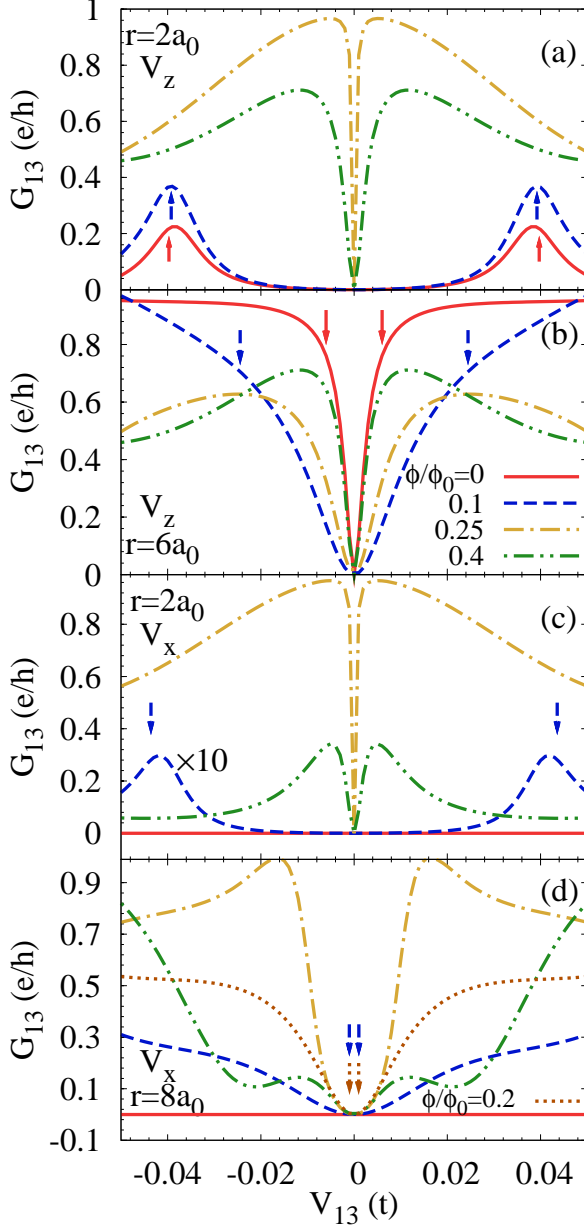 1
r=2a0
Vz
(a)
0.8
0.6
0.4
0.2
0
G13 (e/h)
(b)
0.8
0.6
0.4
0.2
0
G13 (e/h)
Vz
r=6a0
ϕ/ϕ0=0
0.1
0.25
0.4
r=2a0
Vx
(c)
0.8
0.6
0.4
0.2
0
G13 (e/h)
×10
(d)
0.9
0.7
0.5
0.3
0.1
-0.1
G13 (e/h)
Vx
r=8a0
ϕ/ϕ0=0.2
-0.04 -0.02 0 0.02 0.04
V13 (t)